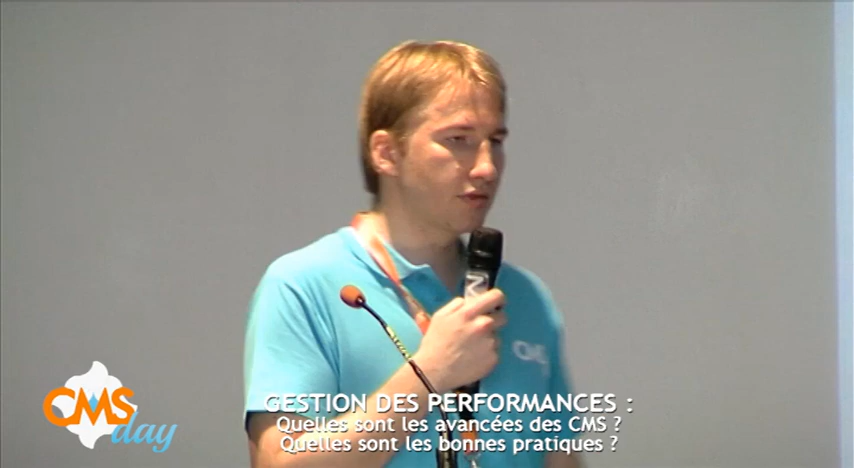 GESTION DES PERFORMANCES :
Quelles sont les avancées des CMS ?
Quelles sont les bonnes pratiques ?
CMS
day